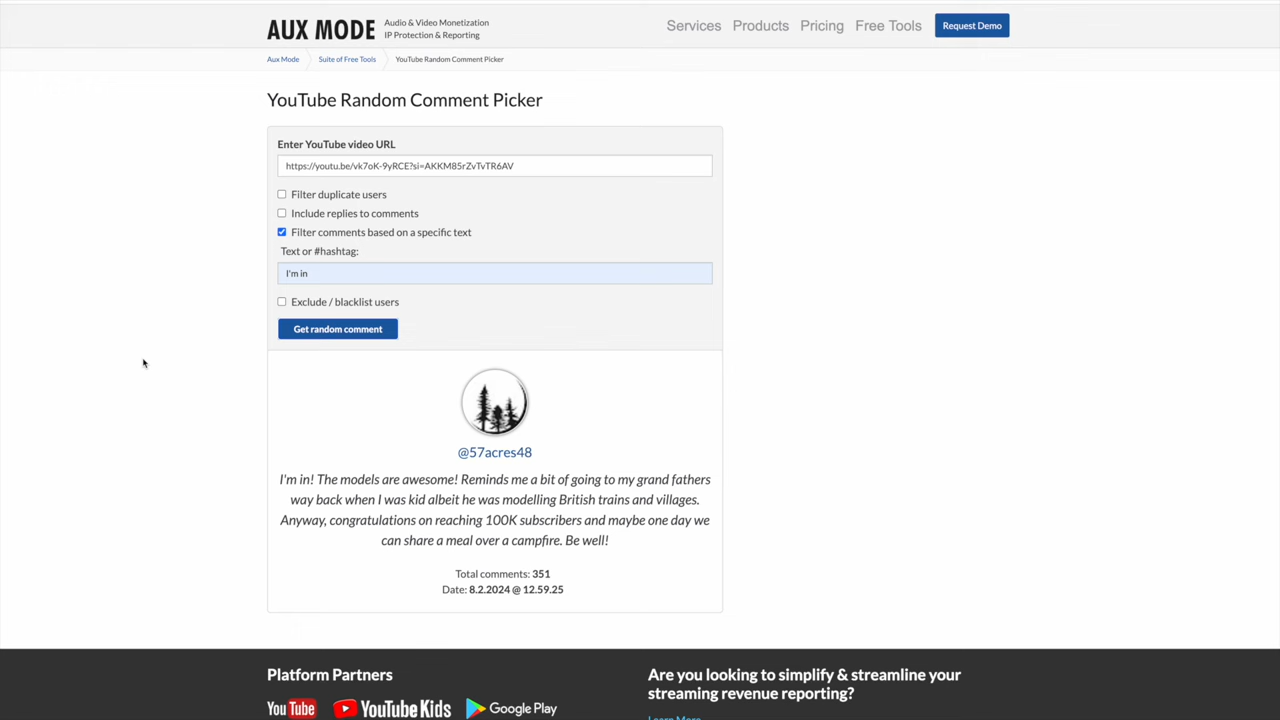 AUX MODE
Audio & Video Monetization
IP Protection & Reporting
Services Products Pricing Free Tools Request Demo
Aux Mode Suite of Free Tools YouTube Random Comment Picker
YouTube Random Comment Picker
Enter YouTube video URL
https://youtu.be/vk7oK-9yRCE?si=AKKM85rZvTvTR6AV
Filter duplicate users
Include replies to comments
Filter comments based on a specific text
Text or #hashtag:
I'm in
Exclude / blacklist users
Get random comment
@57acres48
I'm in! The models are awesome! Reminds me a bit of going to my grand fathers
way back when I was kid albeit he was modelling British trains and villages.
Anyway, congratulations on reaching 100K subscribers and maybe one day we
can share a meal over a campfire. Be well!
Total comments: 351
Date: 8.2.2024 @ 12.59.25
Platform Partners
YouTube YouTube Kids Google Play
Are you looking to simplify & streamline your
streaming revenue reporting?
Learn More